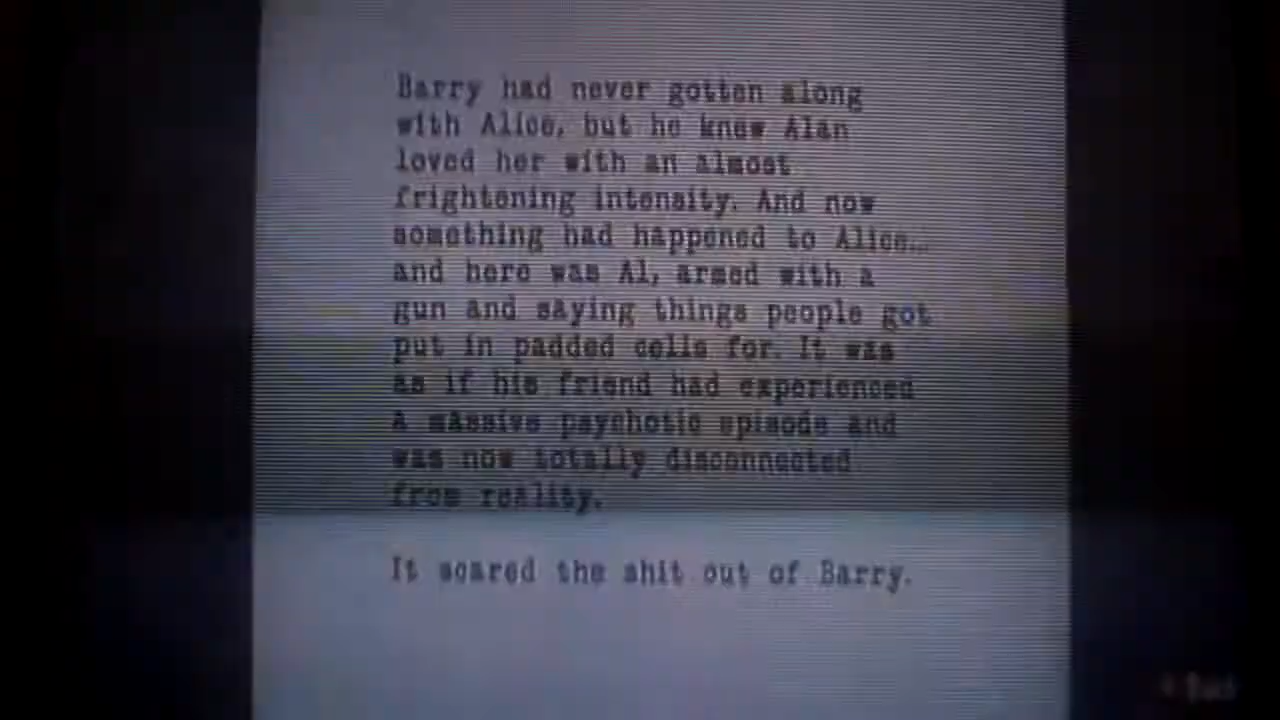 Barry had never gotten along
with Alice, but he knew Alan
loved her with an almost
frightening intensity. And now
something had happened to Alice...
and here was Al, armed with a
gun and saying things people got
put in padded cells for. It was
as if his friend had experienced
a massive psychotic episode and
was now totally disconnected
from reality.
It scared the shit out of Barry.